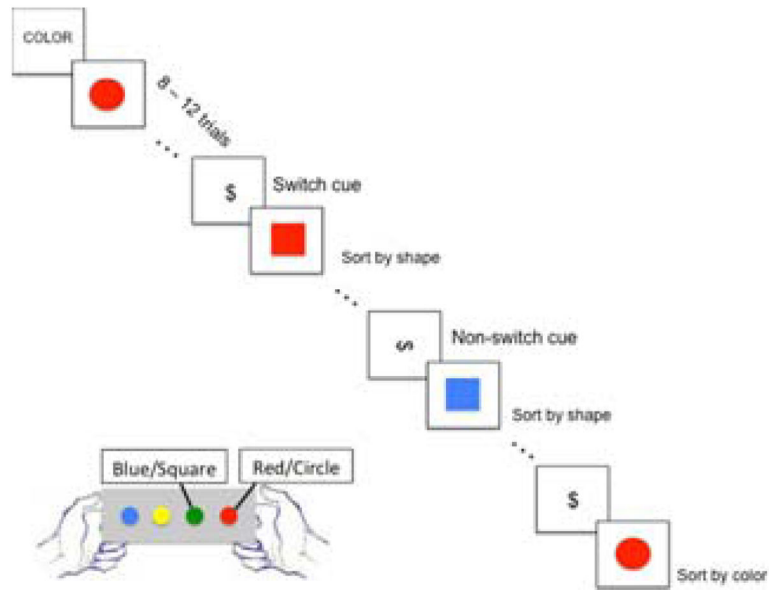 COLOR
8 – 12 trials
$
Switch cue
Sort by shape
Non-switch cue
Sort by shape
Blue/Square
Red/Circle
$
Sort by color